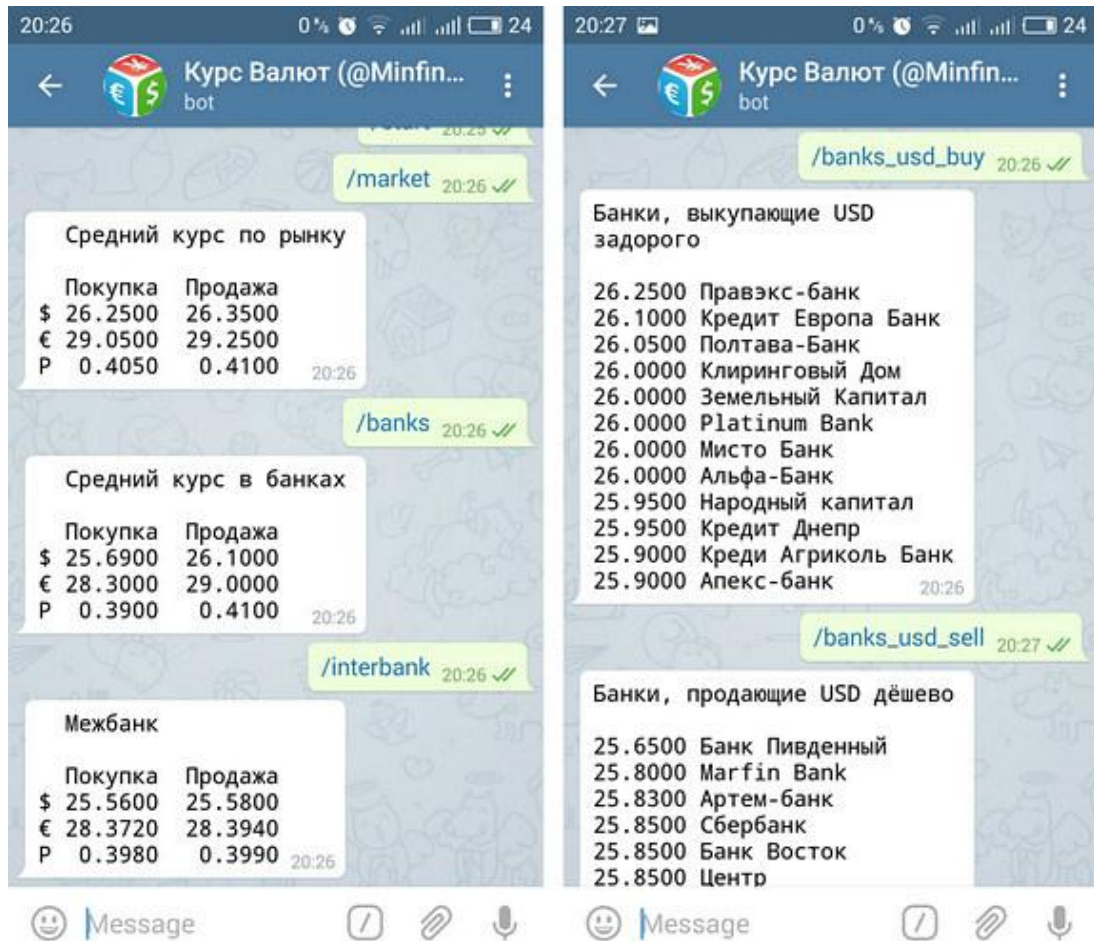 20:26
0% 24
Курс Валют (@Minfin...
bot
20:25
/market 20:26
Средний курс по рынку
Покупка Продажа
$ 26.2500 26.3500
€ 29.0500 29.2500
Р 0.4050 0.4100
20:26
/banks 20:26
Средний курс в банках
Покупка Продажа
$ 25.6900 26.1000
€ 28.3000 29.0000
Р 0.3900 0.4100
20:26
/interbank 20:26
Межбанк
Покупка Продажа
$ 25.5600 25.5800
€ 28.3720 28.3940
Р 0.3980 0.3990
20:26
Message
20:27
0% 24
Курс Валют (@Minfin...
bot
/banks_usd_buy 20:26
Банки, выкупающие USD
задорого
26.2500 Правэкс-банк
26.1000 Кредит Европа Банк
26.0500 Полтава-Банк
26.0000 Клиринговый Дом
26.0000 Земельный Капитал
26.0000 Platinum Bank
26.0000 Мисто Банк
26.0000 Альфа-Банк
25.9500 Народный капитал
25.9500 Кредит Днепр
25.9000 Креди Агриколь Банк
25.9000 Апекс-банк
20:26
/banks_usd_sell 20:27
Банки, продающие USD дёшево
25.6500 Банк Пивденный
25.8000 Marfin Bank
25.8300 Артем-банк
25.8500 Сбербанк
25.8500 Банк Восток
25.8500 Центр
Message